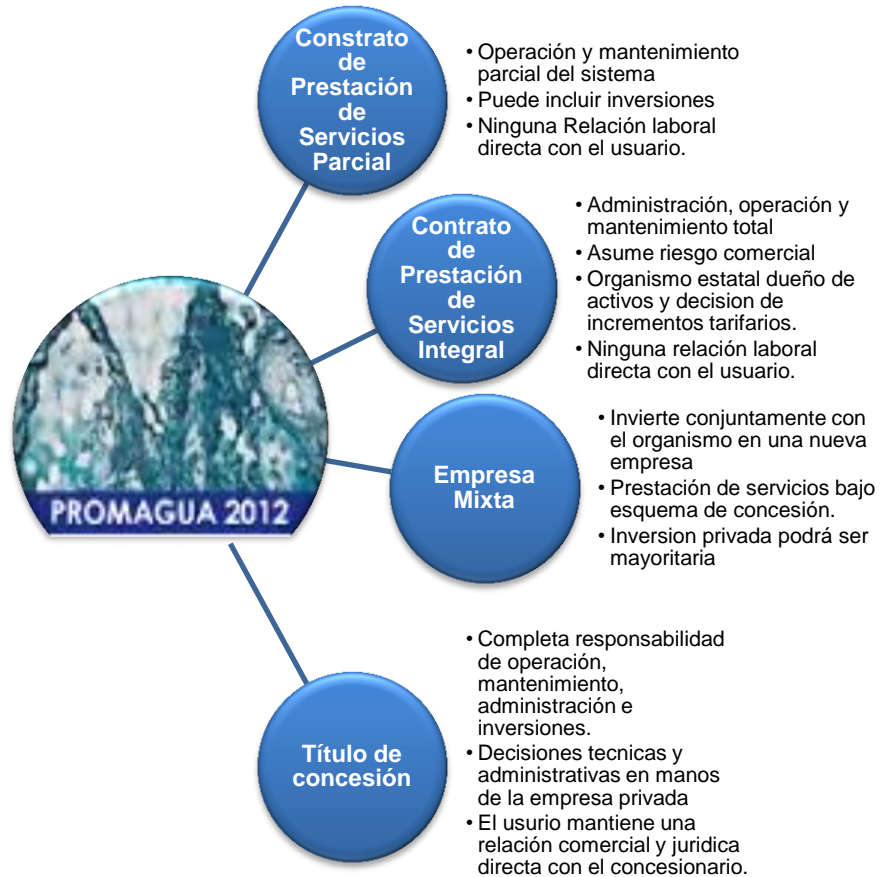 Constrato
de
Prestación
de
Servicios
Parcial
• Operación y mantenimiento
parcial del sistema
• Puede incluir inversiones
• Ninguna Relación laboral
directa con el usuario.
Contrato
de
Prestación
de
Servicios
Integral
• Administración, operación y
mantenimiento total
• Asume riesgo comercial
• Organismo estatal dueño de
activos y decision de
incrementos tarifarios.
• Ninguna relación laboral
directa con el usuario.
PROMAGUA 2012
Empresa
Mixta
• Invierte conjuntamente con
el organismo en una nueva
empresa
• Prestación de servicios bajo
esquema de concesión.
• Inversion privada podrá ser
mayoritaria
Título de
concesión
• Completa responsabilidad
de operación,
mantenimiento,
administración e
inversiones.
• Decisiones tecnicas y
administrativas en manos
de la empresa privada
• El usurio mantiene una
relación comercial y juridica
directa con el concesionario.